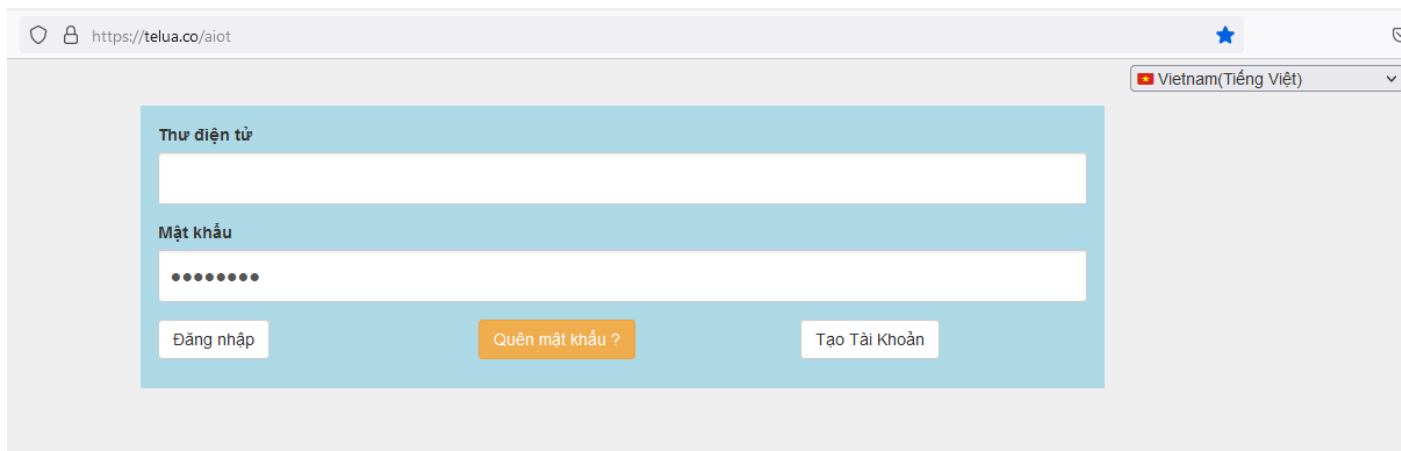 https://telua.co/aiot
Vietnam(Tiếng Việt)
Thư điện tử
Mật khẩu
●●●●●●●●
Đăng nhập
Quên mật khẩu ?
Tạo Tài Khoản